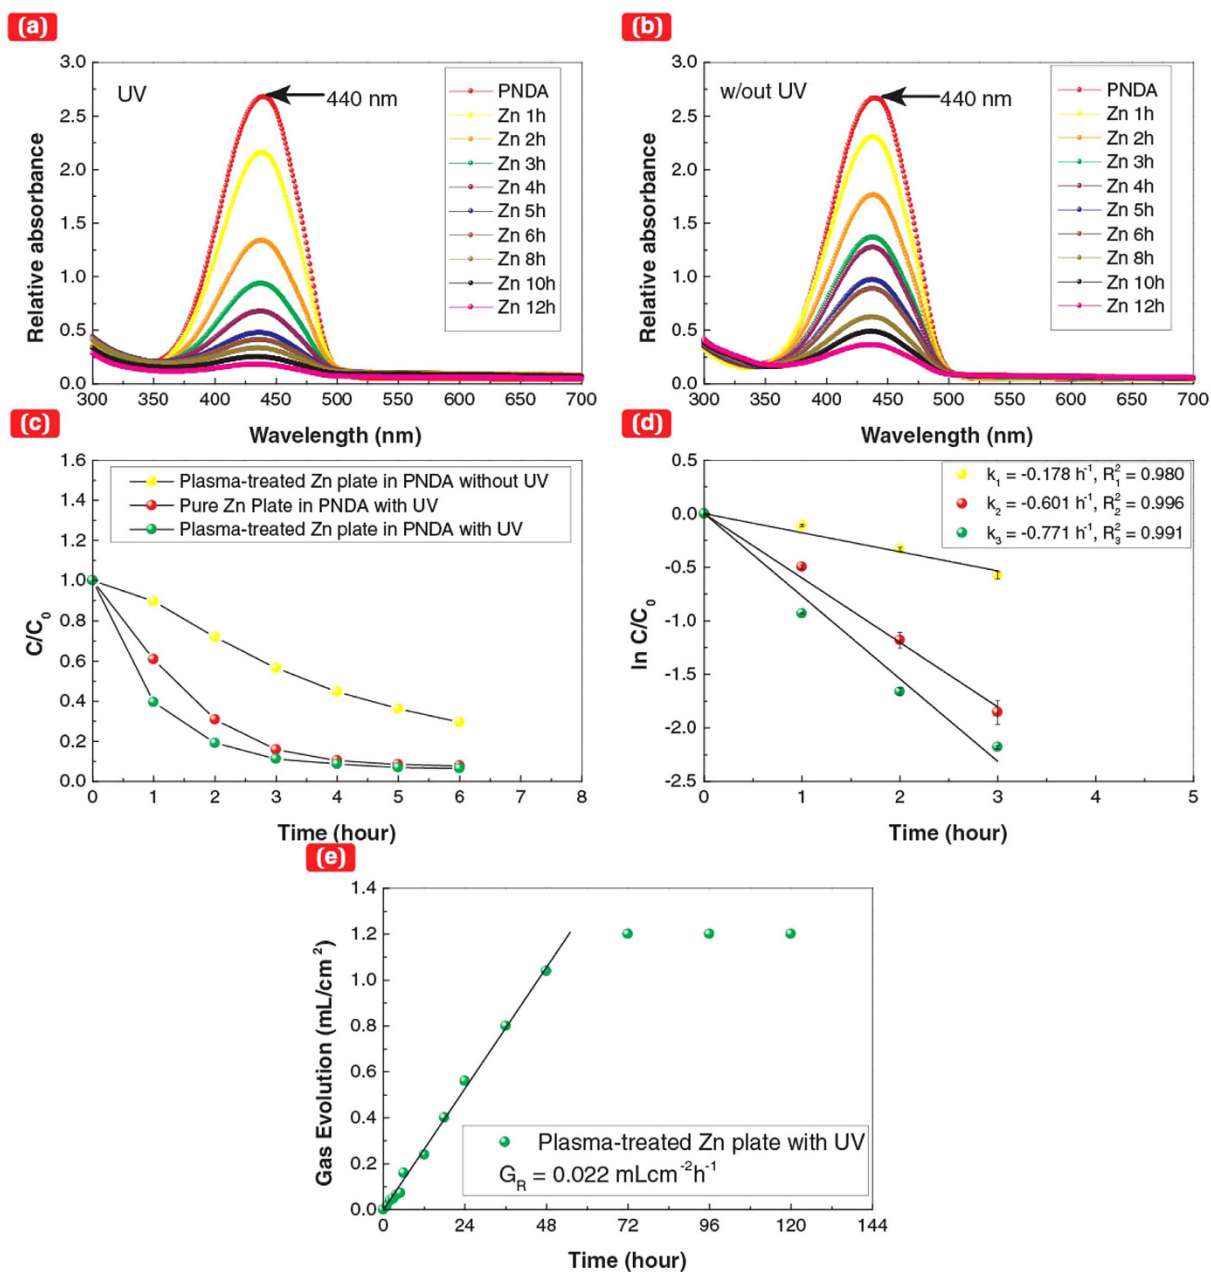 (a)
3.0
2.5
2.0
1.5
1.0
0.5
0.0
Relative absorbance
UV
440 nm
PNDA
Zn 1h
Zn 2h
Zn 3h
Zn 4h
Zn 5h
Zn 6h
Zn 8h
Zn 10h
Zn 12h
300 350 400 450 500 550 600 650 700
Wavelength (nm)
(b)
3.0
2.5
2.0
1.5
1.0
0.5
0.0
Relative absorbance
w/out UV
440 nm
PNDA
Zn 1h
Zn 2h
Zn 3h
Zn 4h
Zn 5h
Zn 6h
Zn 8h
Zn 10h
Zn 12h
300 350 400 450 500 550 600 650 700
Wavelength (nm)
(c)
1.6
1.4
1.2
1.0
0.8
0.6
0.4
0.2
0.0
C/C₀
Plasma-treated Zn plate in PNDA without UV
Pure Zn Plate in PNDA with UV
Plasma-treated Zn plate in PNDA with UV
0 1 2 3 4 5 6 8
Time (hour)
(d)
0.5
0.0
-0.5
-1.0
-1.5
-2.0
-2.5
ln C/C₀
k₁ = -0.178 h⁻¹, R₁² = 0.980
k₂ = -0.601 h⁻¹, R₂² = 0.996
k₃ = -0.771 h⁻¹, R₃² = 0.991
0 1 2 3 4 5
Time (hour)
(e)
1.4
1.2
1.0
0.8
0.6
0.4
0.2
0.0
Gas Evolution (mL/cm²)
Plasma-treated Zn plate with UV
G_R = 0.022 mLcm⁻²h⁻¹
0 24 48 72 96 120 144
Time (hour)